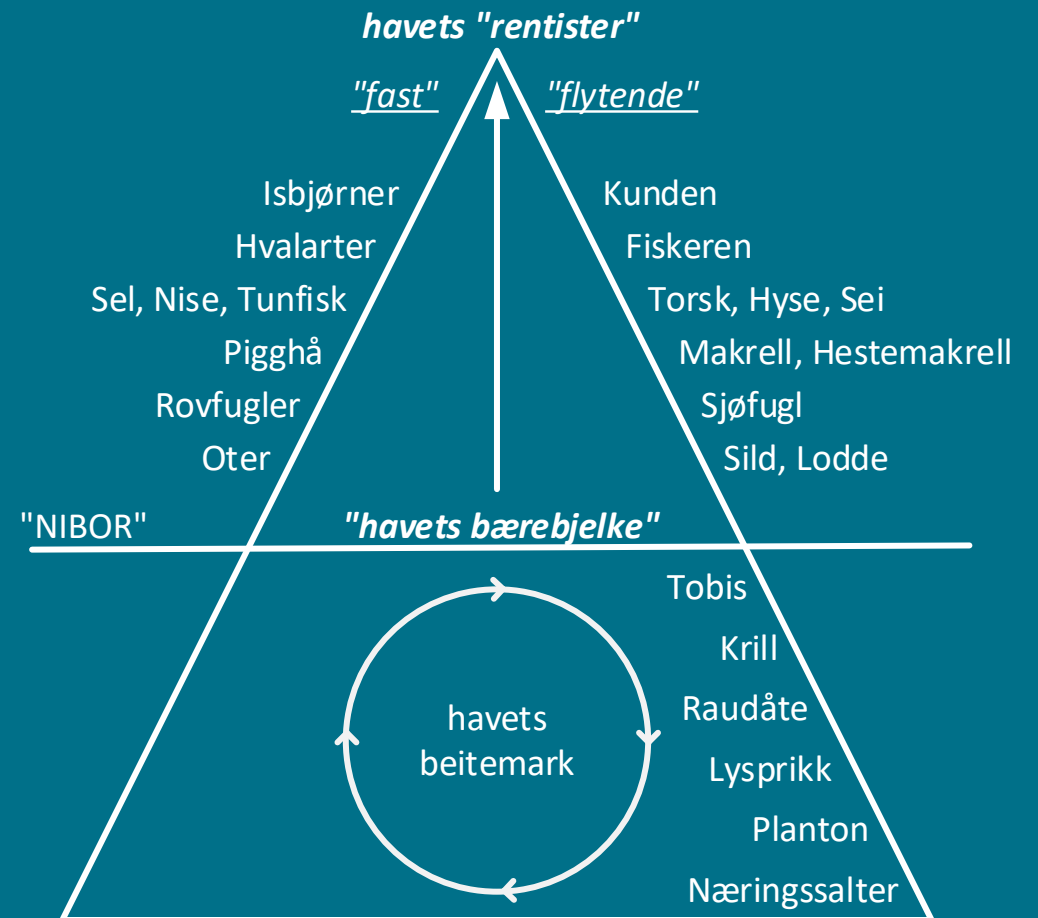 havets "rentister"
"fast"
"flytende"
Isbjørner
Hvalarter
Sel, Nise, Tunfisk
Pigghå
Rovfugler
Oter
Kunden
Fiskeren
Torsk, Hyse, Sei
Makrell, Hestemakrell
Sjøfugl
Sild, Lodde
"NIBOR"
"havets bærebjelke"
havets
beitemark
Tobis
Krill
Raudåte
Lysprikk
Planton
Næringssalter